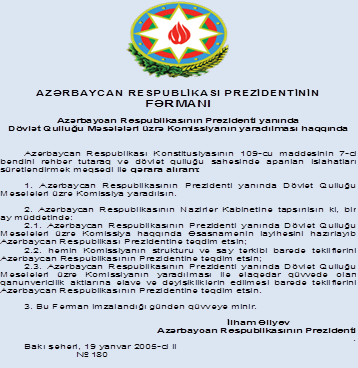 AZƏRBAYCAN RESPUBLİKASI PREZİDENTİNİN
FƏRMANI
Azərbaycan Respublikasının Prezidenti yanında
Dövlət Qulluğu Məsələləri üzrə Komissiyanın yaradılması haqqında
Azərbaycan Respublikası Konstitusiyasının 109-cu maddəsinin 7-ci
bəndini rəhbər tutaraq və dövlət qulluğu sahəsində aparılan islahatları
sürətləndirmək məqsədi ilə qərara alıram:
1. Azərbaycan Respublikasının Prezidenti yanında Dövlət Qulluğu
Məsələləri üzrə Komissiya yaradılsın.
2. Azərbaycan Respublikasının Nazirlər Kabinetinə tapşırılsın ki, bir
ay müddətində:
2.1. Azərbaycan Respublikasının Prezidenti yanında Dövlət Qulluğu
Məsələləri üzrə Komissiya haqqında Əsasnamənin layihəsini hazırlayıb
Azərbaycan Respublikası Prezidentinə təqdim etsin;
2.2. həmin Komissiyanın strukturu və say tərkibi barədə təkliflərini
Azərbaycan Respublikasının Prezidentinə təqdim etsin;
2.3. Azərbaycan Respublikasının Prezidenti yanında Dövlət Qulluğu
Məsələləri üzrə Komissiyanın yaradılması ilə əlaqədar qüvvədə olan
qanunvericilik aktlarına əlavə və dəyişikliklərin edilməsi barədə təkliflərini
Azərbaycan Respublikasının Prezidentinə təqdim etsin.
3. Bu Fərman imzalandığı gündən qüvvəyə minir.
İlham Əliyev
Azərbaycan Respublikasının Prezidenti
.
Bakı şəhəri, 19 yanvar 2005-ci il
№ 180